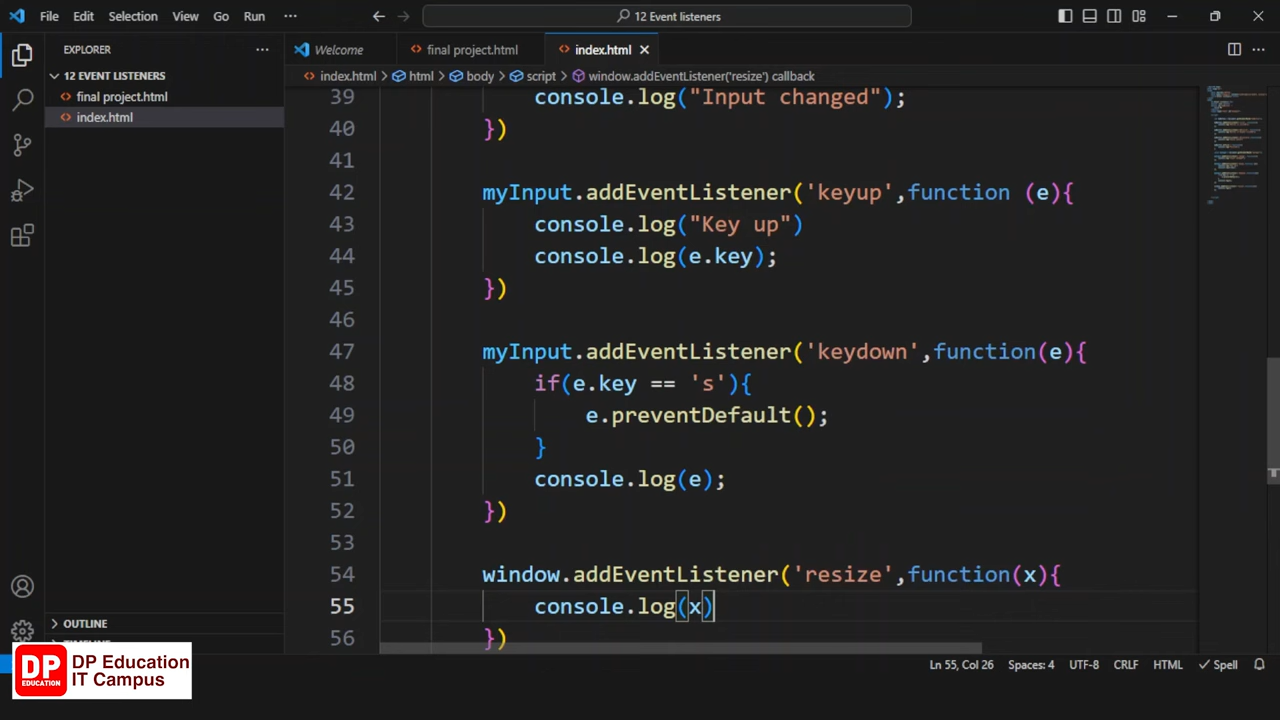 File Edit Selection View Go Run ··· 12 Event listeners
EXPLORER ··· Welcome final project.html index.html
12 EVENT LISTENERS index.html > html > body > script > window.addEventListener('resize') callback
final project.html
index.html
39 console.log("Input changed");
40 })
41
42 myInput.addEventListener('keyup',function (e){
43 console.log("Key up")
44 console.log(e.key);
45 })
46
47 myInput.addEventListener('keydown',function(e){
48 if(e.key == 's'){
49 e.preventDefault();
50 }
51 console.log(e);
52 })
53
54 window.addEventListener('resize',function(x){
55 console.log(x)
56 })
OUTLINE
Ln 55, Col 26 Spaces: 4 UTF-8 CRLF HTML Spell
DP EDUCATION
DP Education
IT Campus